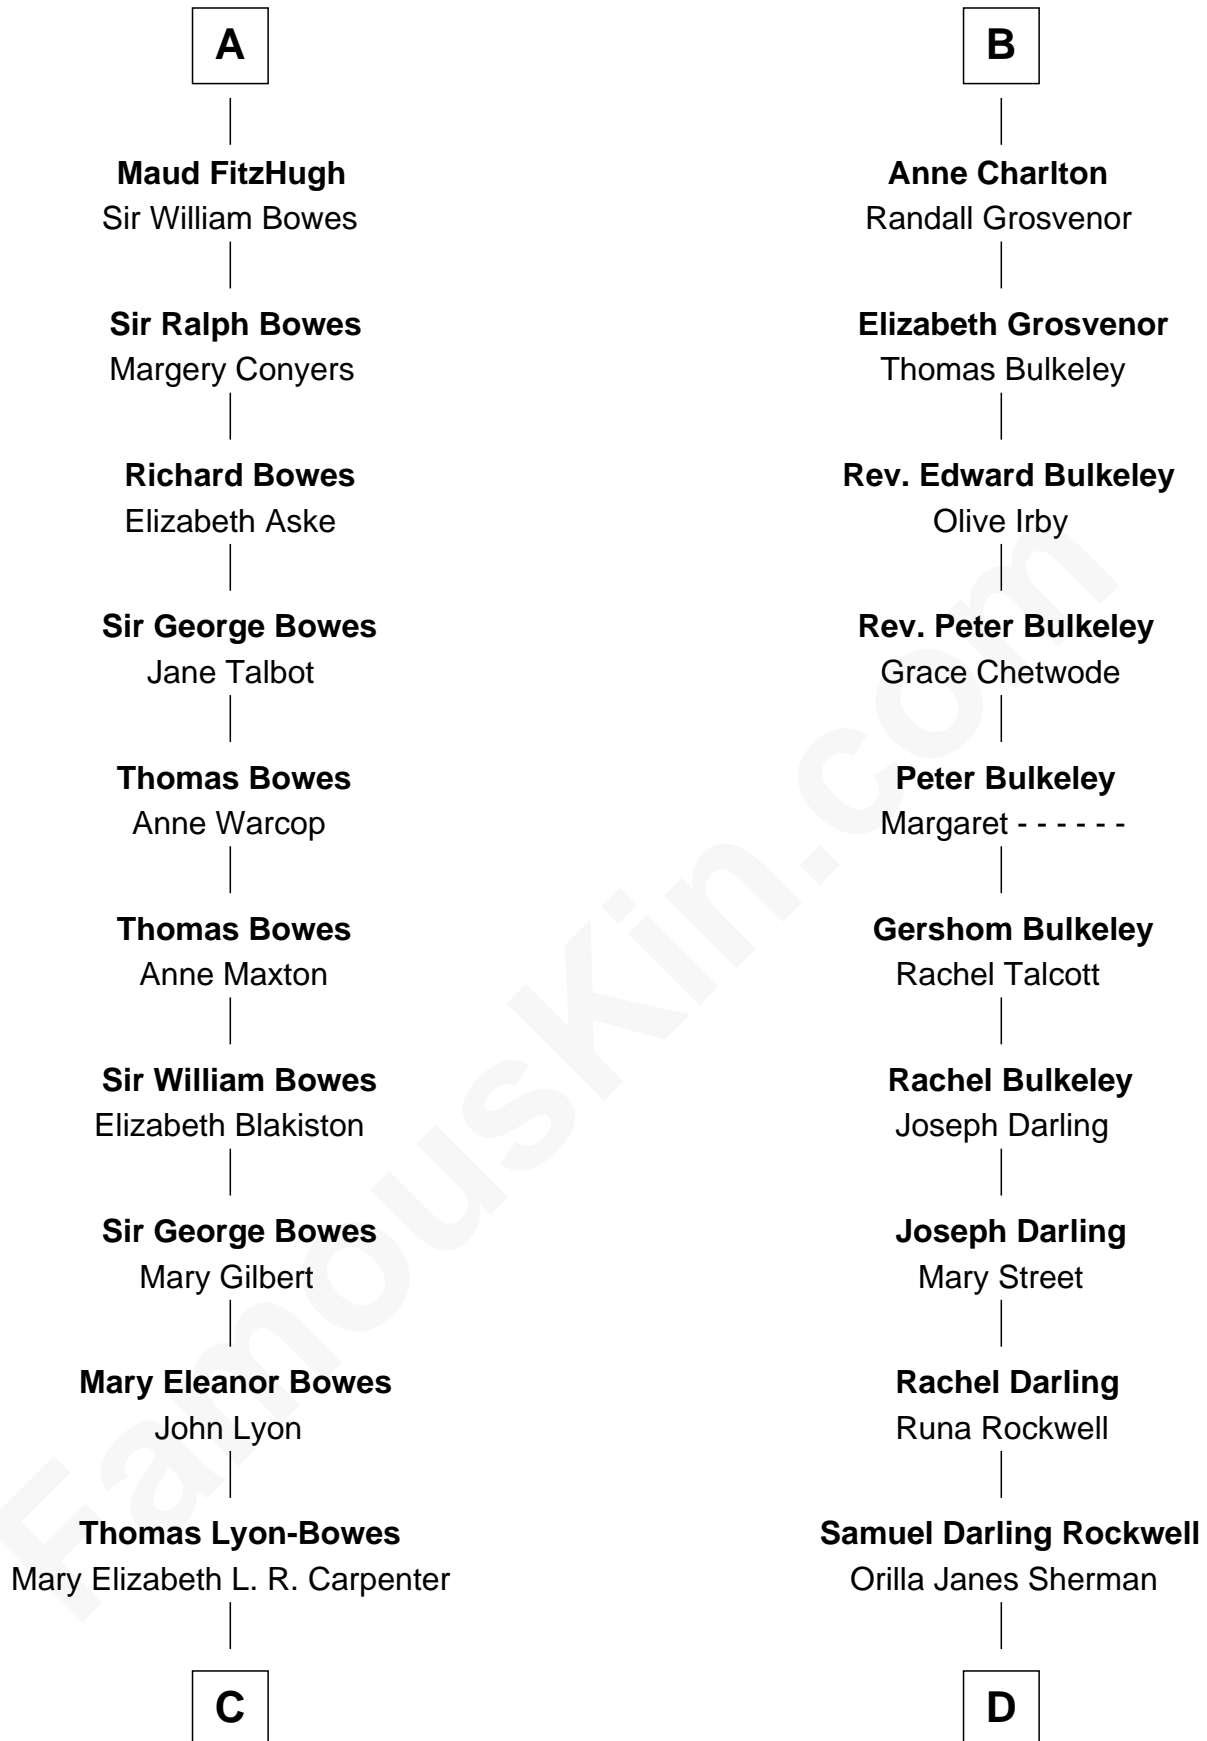 A
Maud FitzHugh
Sir William Bowes
Sir Ralph Bowes
Margery Conyers
Richard Bowes
Elizabeth Aske
Sir George Bowes
Jane Talbot
Thomas Bowes
Anne Warcop
Thomas Bowes
Anne Maxton
Sir William Bowes
Elizabeth Blakiston
Sir George Bowes
Mary Gilbert
Mary Eleanor Bowes
John Lyon
Thomas Lyon-Bowes
Mary Elizabeth L. R. Carpenter
C
B
Anne Charlton
Randall Grosvenor
Elizabeth Grosvenor
Thomas Bulkeley
Rev. Edward Bulkeley
Olive Irby
Rev. Peter Bulkeley
Grace Chetwode
Peter Bulkeley
Margaret - - - - - -
Gershom Bulkeley
Rachel Talcott
Rachel Bulkeley
Joseph Darling
Joseph Darling
Mary Street
Rachel Darling
Runa Rockwell
Samuel Darling Rockwell
Orilla Janes Sherman
D
FamousKin.com